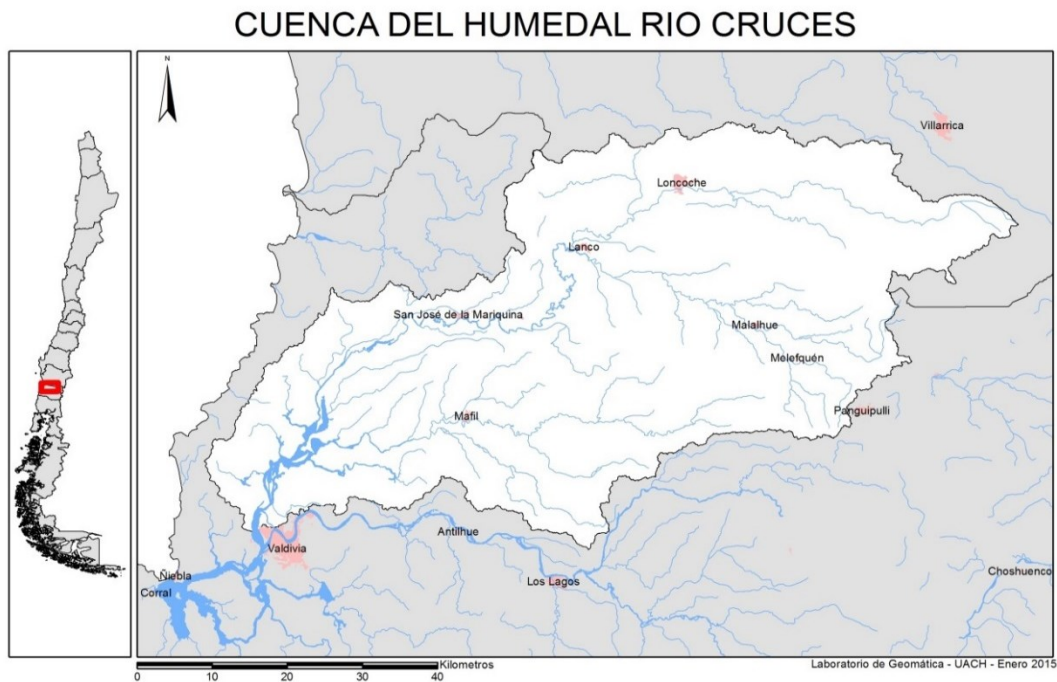 CUENCA DEL HUMEDAL RIO CRUCES
N
Villarrica
Loncoche
Lanco
San José de la Mariquina
Malalhue
Melefquén
Panguipulli
Mafil
Antilhue
Valdivia
Choshuenco
Niebla
Los Lagos
Corral
Kilometros
0 10 20 30 40
Laboratorio de Geomática - UACH - Enero 2015